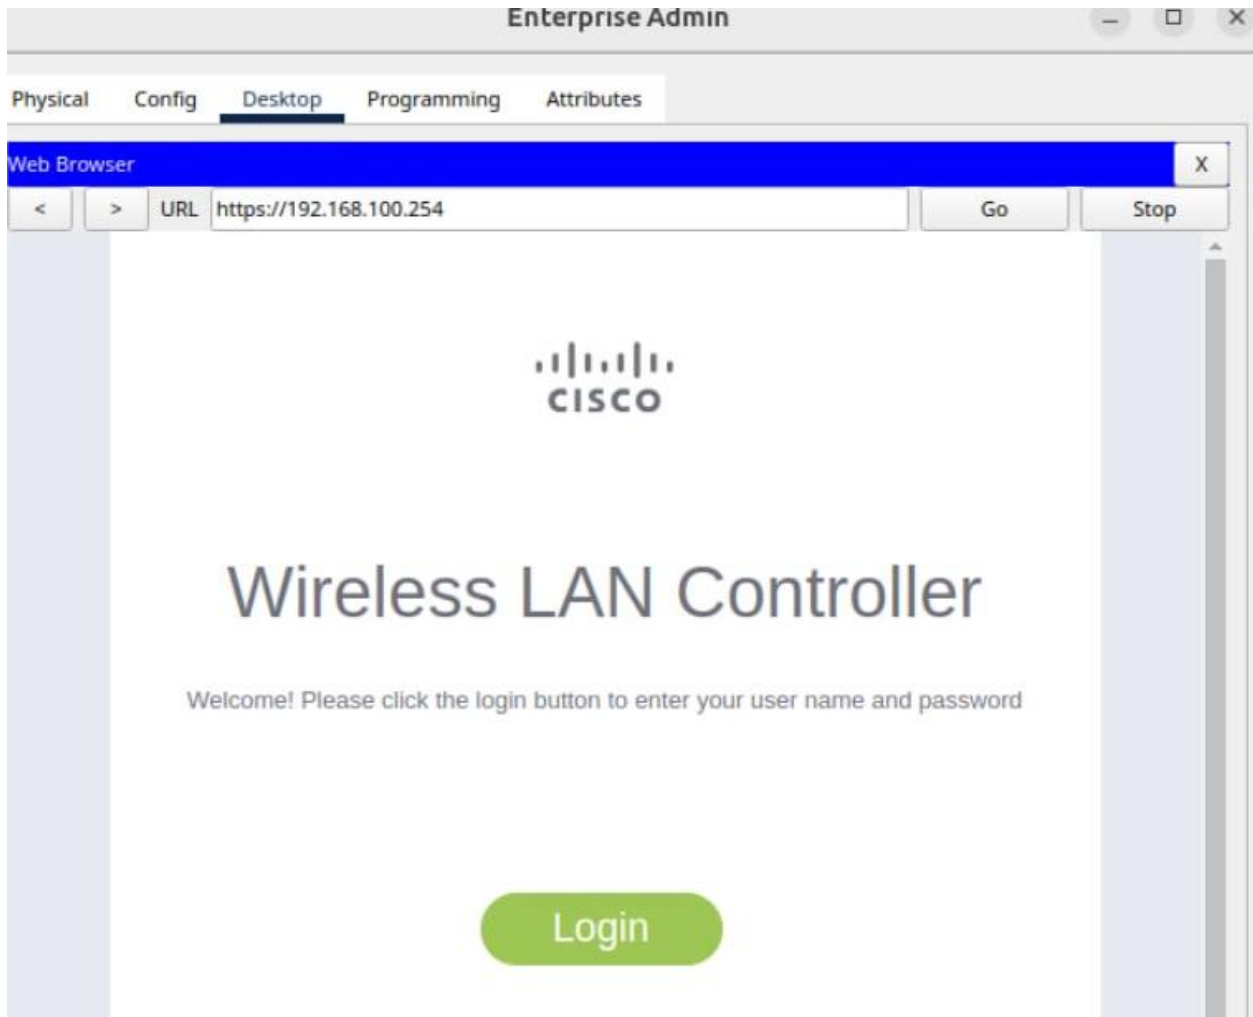 Enterprise Admin
Physical Config Desktop Programming Attributes
Web Browser X
< > URL https://192.168.100.254 Go Stop
CISCO
Wireless LAN Controller
Welcome! Please click the login button to enter your user name and password
Login